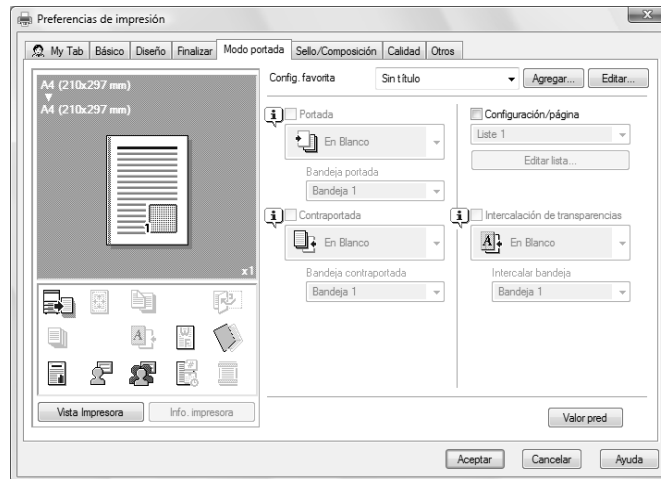 Preferencias de impresión
My Tab Básico Diseño Finalizar Modo portada Sello/Composición Calidad Otros
A4 (210x297 mm)
A4 (210x297 mm)
1
x1
Vista Impresora Info. impresora
Config. favorita Sin título Agregar... Editar...
Portada
En Blanco
Bandeja portada
Bandeja 1
Contraportada
En Blanco
Bandeja contraportada
Bandeja 1
Configuración/página
Liste 1
Editar lista...
Intercalación de transparencias
En Blanco
Intercalar bandeja
Bandeja 1
Valor pred
Aceptar Cancelar Ayuda